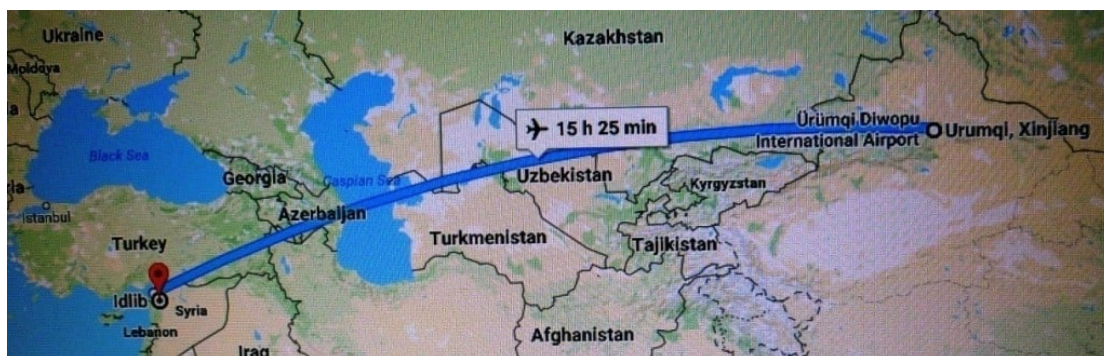 Ukraine
Kazakhstan
Moldova
15 h 25 min
Ürümqi Diwopu
International Airport
Urumqi, Xinjiang
Black Sea
Georgia
Caspian Sea
Uzbekistan
Kyrgyzstan
Istanbul
Azerbaijan
Turkey
Turkmenistan
Tajikistan
Idlib
Syria
Lebanon
Iraq
Afghanistan